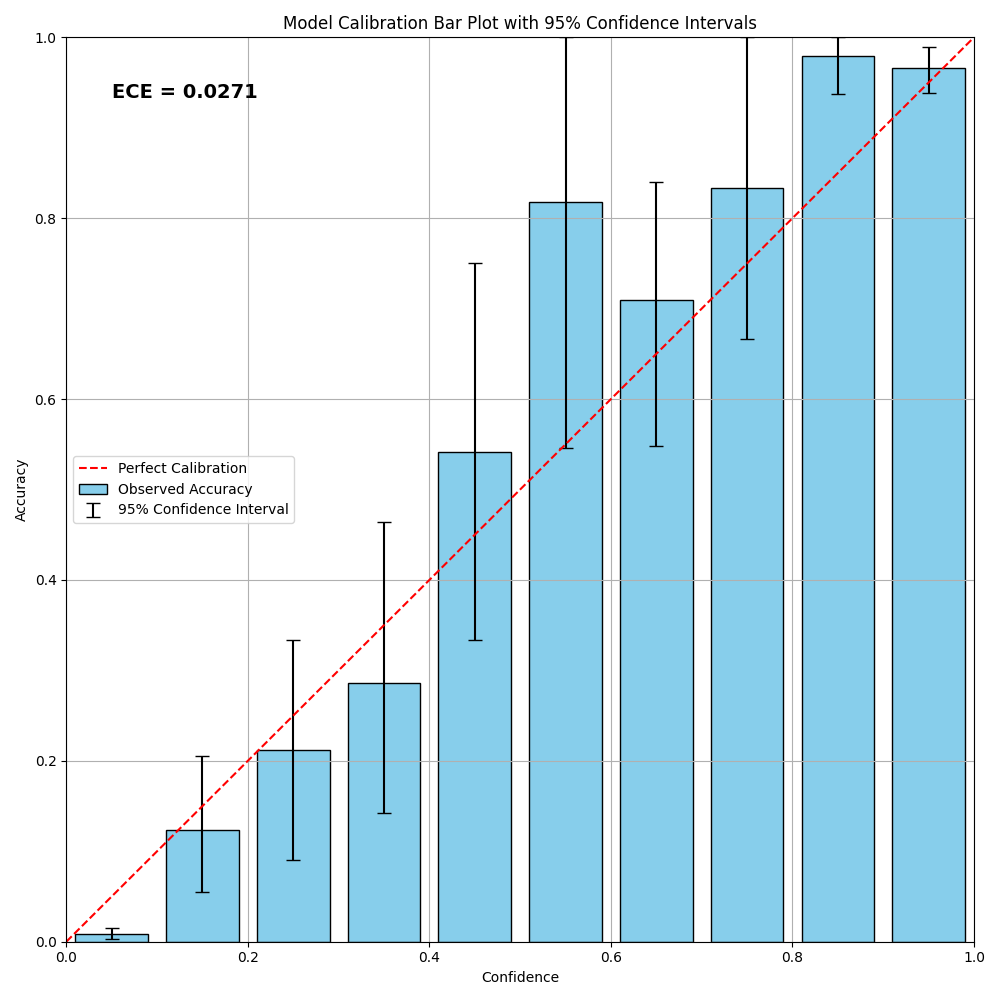 Model Calibration Bar Plot with 95% Confidence Intervals
1.0
ECE = 0.0271
0.8
0.6
Accuracy
Perfect Calibration
Observed Accuracy
95% Confidence Interval
0.4
0.2
0.0
0.0 0.2 0.4 0.6 0.8 1.0
Confidence